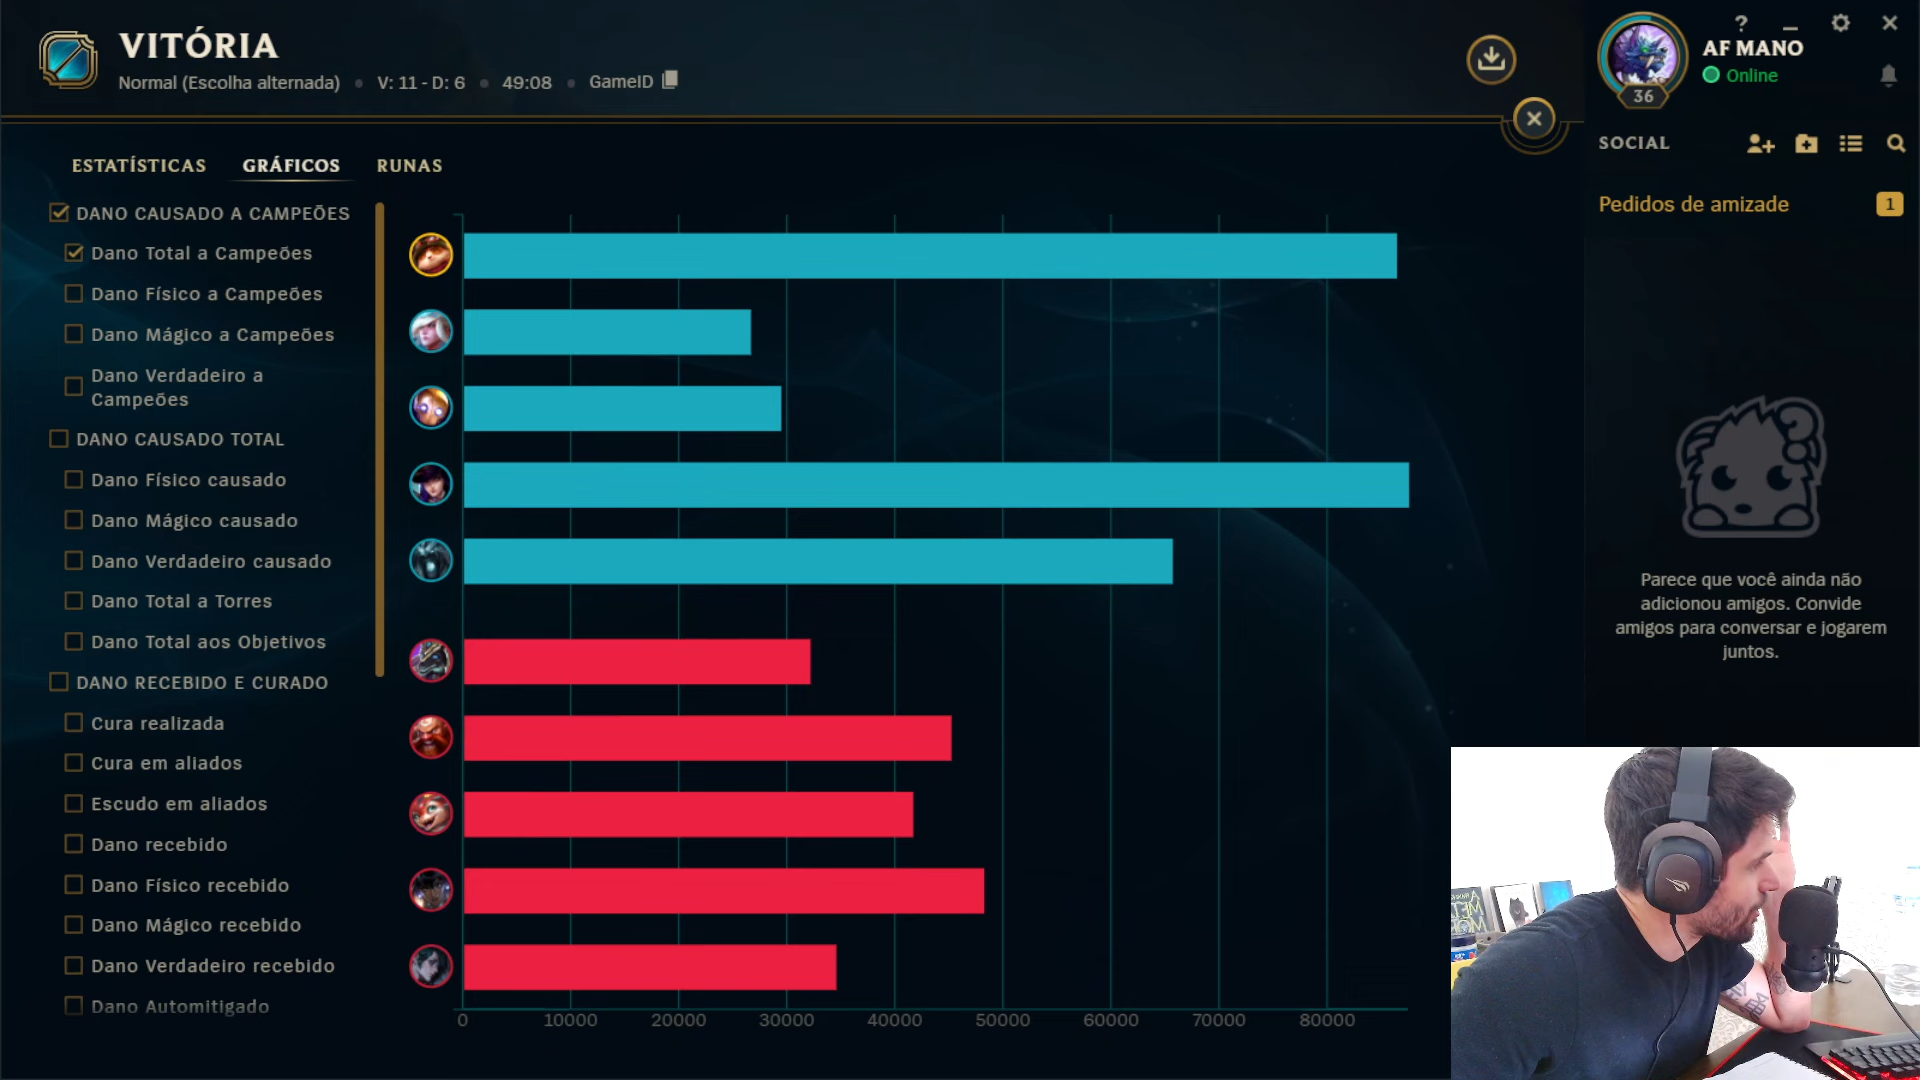 VITÓRIA
Normal (Escolha alternada) • V: 11 - D: 6 • 49:08 • GameID
?
AF MANO
Online
36
SOCIAL
Pedidos de amizade 1
ESTATÍSTICAS GRÁFICOS RUNAS
DANO CAUSADO A CAMPEÕES
Dano Total a Campeões
Dano Físico a Campeões
Dano Mágico a Campeões
Dano Verdadeiro a
Campeões
DANO CAUSADO TOTAL
Dano Físico causado
Dano Mágico causado
Dano Verdadeiro causado
Dano Total a Torres
Dano Total aos Objetivos
DANO RECEBIDO E CURADO
Cura realizada
Cura em aliados
Escudo em aliados
Dano recebido
Dano Físico recebido
Dano Mágico recebido
Dano Verdadeiro recebido
Dano Automitigado
0 10000 20000 30000 40000 50000 60000 70000 80000
Parece que você ainda não
adicionou amigos. Convide
amigos para conversar e jogarem
juntos.